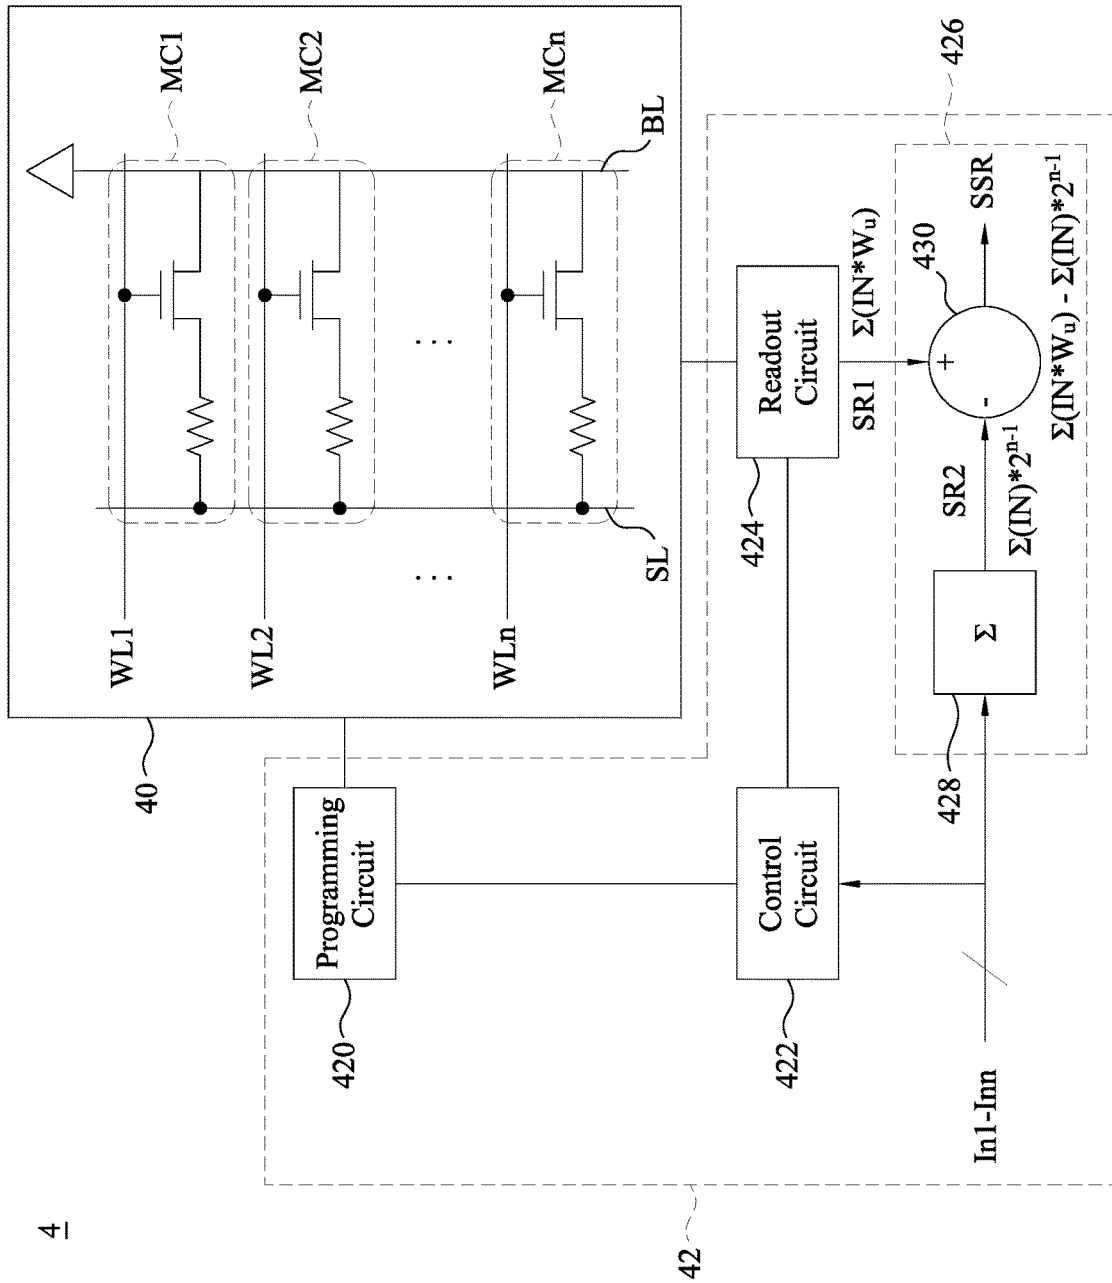 4
40
WL1
WL2
WLn
MC1
MC2
MCn
. . .
. . .
SL
BL
42
Programming
Circuit
420
Control
Circuit
422
Readout
Circuit
424
SR1
Σ(IN*Wu)
426
In1-Inn
Σ
428
SR2
Σ(IN)*2^{n-1}
+
-
430
SSR
Σ(IN*Wu) - Σ(IN)*2^{n-1}